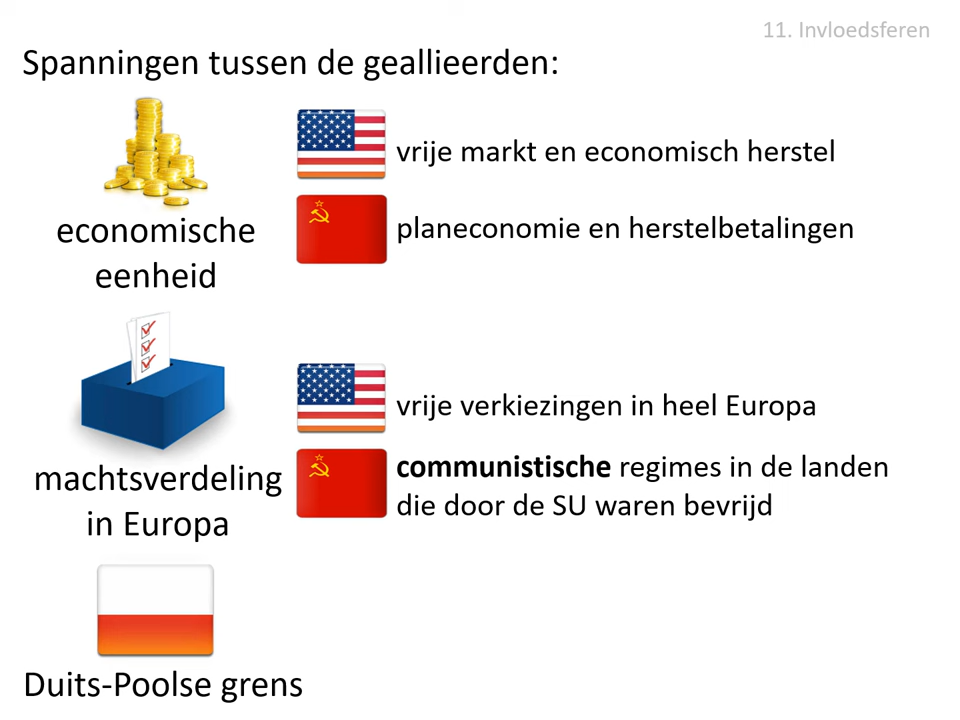 11. Invloedsferen
Spanningen tussen de geallieerden:
vrije markt en economisch herstel
planeconomie en herstelbetalingen
economische
eenheid
vrije verkiezingen in heel Europa
communistische regimes in de landen
die door de SU waren bevrijd
machtsverdeling
in Europa
Duits-Poolse grens